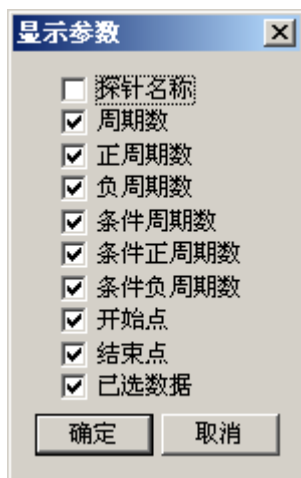 显示参数
探针名称
周期数
正周期数
负周期数
条件周期数
条件正周期数
条件负周期数
开始点
结束点
已选数据
确定
取消